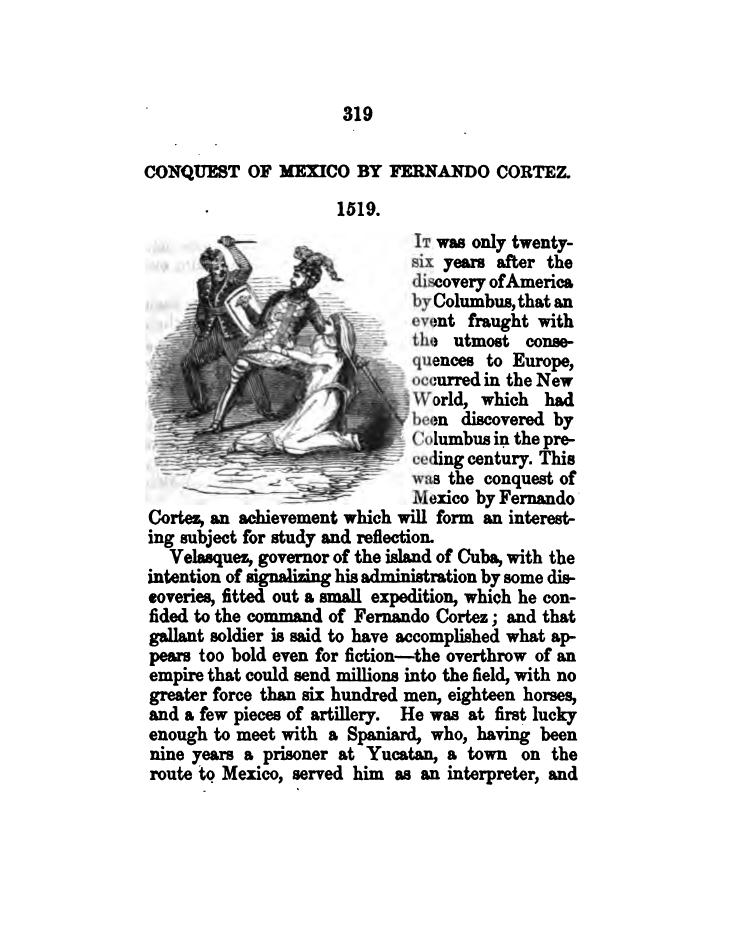 319
CONQUEST OF MEXICO BY FERNANDO CORTEZ.
1519.
IT was only twenty-
six years after the
discovery of America
by Columbus, that an
event fraught with
the utmost conse-
quences to Europe,
occurred in the New
World, which had
been discovered by
Columbus in the pre-
ceding century. This
was the conquest of
Mexico by Fernando
Cortez, an achievement which will form an interest-
ing subject for study and reflection.
Velasquez, governor of the island of Cuba, with the
intention of signalizing his administration by some dis-
coveries, fitted out a small expedition, which he con-
fided to the command of Fernando Cortez; and that
gallant soldier is said to have accomplished what ap-
pears too bold even for fiction—the overthrow of an
empire that could send millions into the field, with no
greater force than six hundred men, eighteen horses,
and a few pieces of artillery. He was at first lucky
enough to meet with a Spaniard, who, having been
nine years a prisoner at Yucatan, a town on the
route to Mexico, served him as an interpreter, and